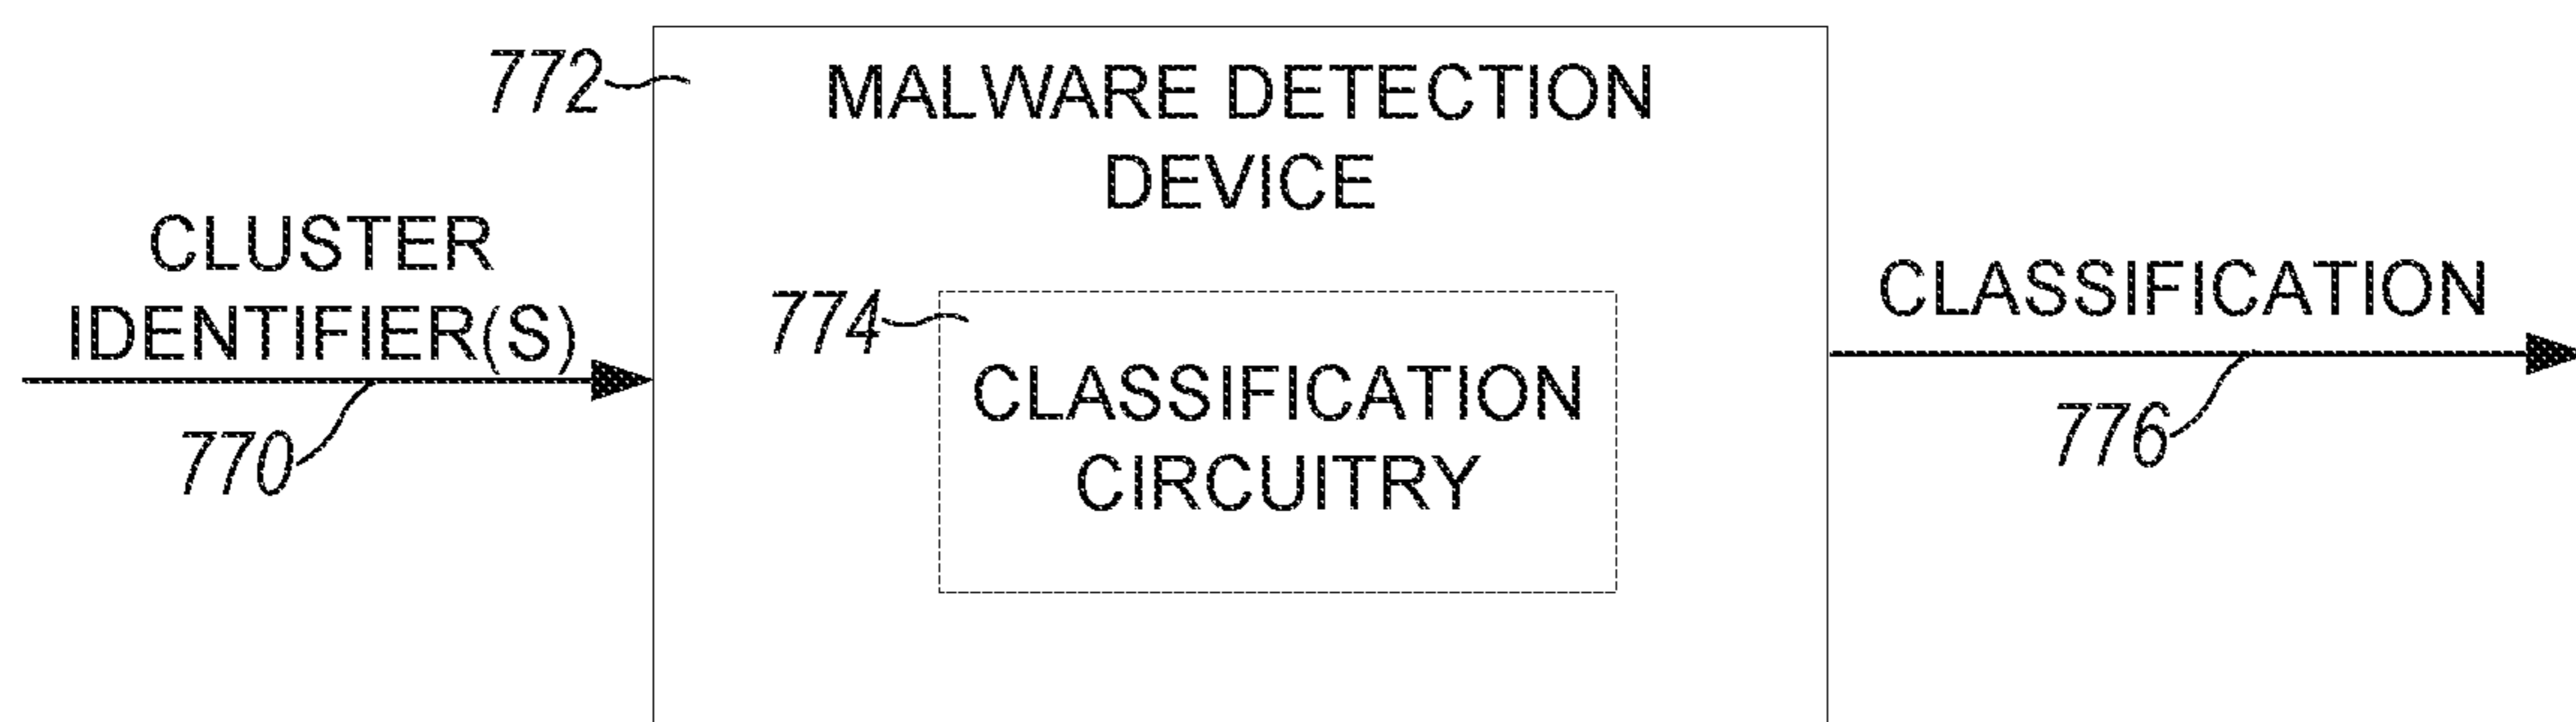 772
MALWARE DETECTION
DEVICE
CLUSTER
IDENTIFIER(S)
770
774
CLASSIFICATION
CIRCUITRY
CLASSIFICATION
776